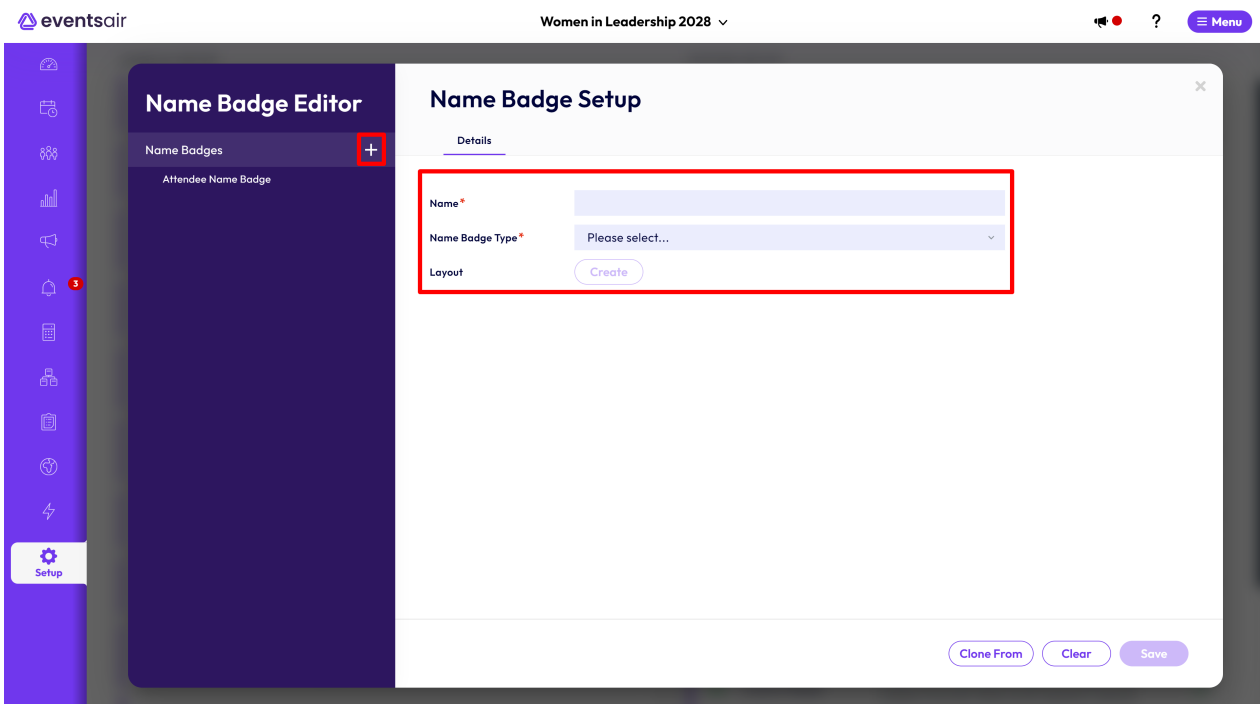 eventsair
Women in Leadership 2028
?
Menu
Name Badge Editor
Name Badges
+
Attendee Name Badge
3
Setup
Name Badge Setup
×
Details
Name*
Name Badge Type* Please select...
Layout Create
Clone From Clear Save